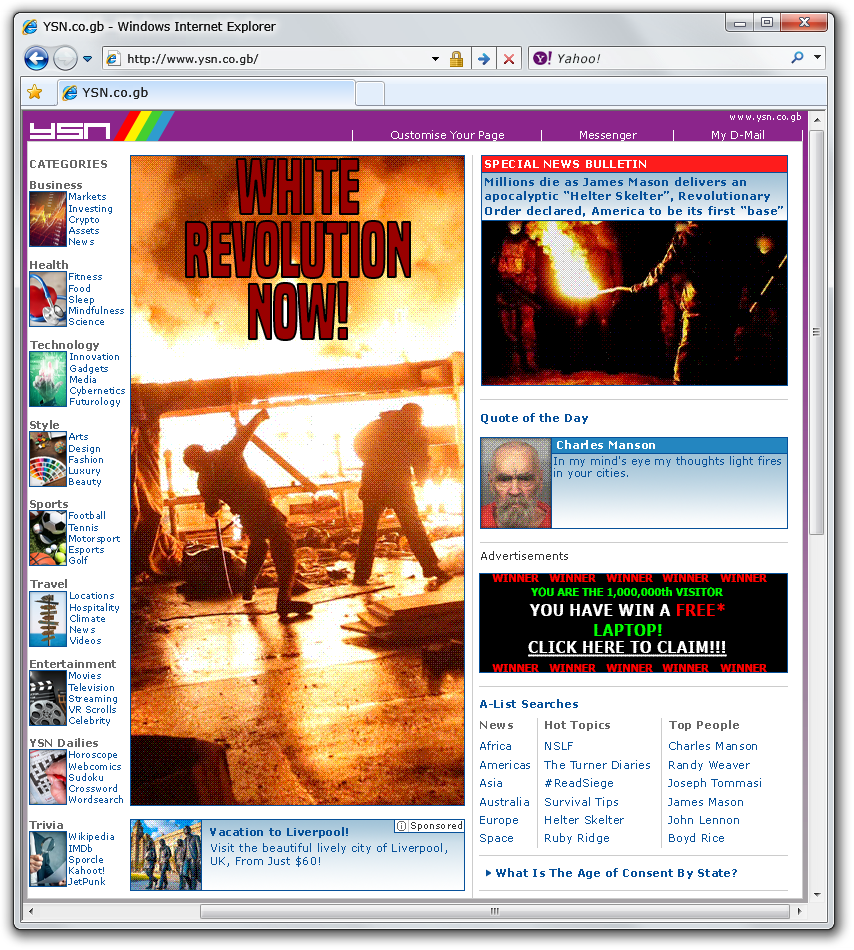 YSN.co.gb - Windows Internet Explorer
http://www.ysn.co.gb/
Y! Yahoo!
YSN.co.gb
www.ysn.co.gb
YSN
Customise Your Page
Messenger
My D-Mail
CATEGORIES
Business
Markets
Investing
Crypto
Assets
News
Health
Fitness
Food
Sleep
Mindfulness
Science
Technology
Innovation
Gadgets
Media
Cybernetics
Futurology
Style
Arts
Design
Fashion
Luxury
Beauty
Sports
Football
Tennis
Motorsport
Esports
Golf
Travel
Locations
Hospitality
Climate
News
Videos
Entertainment
Movies
Television
Streaming
VR Scrolls
Celebrity
YSN Dailies
Horoscope
Webcomics
Sudoku
Crossword
Wordsearch
Trivia
Wikipedia
IMDb
Sporcle
Kahoot!
JetPunk
WHITE
REVOLUTION
NOW!
Sponsored
Vacation to Liverpool!
Visit the beautiful lively city of Liverpool,
UK, From Just $60!
SPECIAL NEWS BULLETIN
Millions die as James Mason delivers an
apocalyptic “Helter Skelter”, Revolutionary
Order declared, America to be its first “base”
Quote of the Day
Charles Manson
In my mind's eye my thoughts light fires
in your cities.
Advertisements
WINNER WINNER WINNER WINNER WINNER
YOU ARE THE 1,000,000th VISITOR
YOU HAVE WIN A FREE*
LAPTOP!
CLICK HERE TO CLAIM!!!
WINNER WINNER WINNER WINNER WINNER
A-List Searches
News
Africa
Americas
Asia
Australia
Europe
Space
Hot Topics
NSLF
The Turner Diaries
#ReadSiege
Survival Tips
Helter Skelter
Ruby Ridge
Top People
Charles Manson
Randy Weaver
Joseph Tommasi
James Mason
John Lennon
Boyd Rice
What Is The Age of Consent By State?